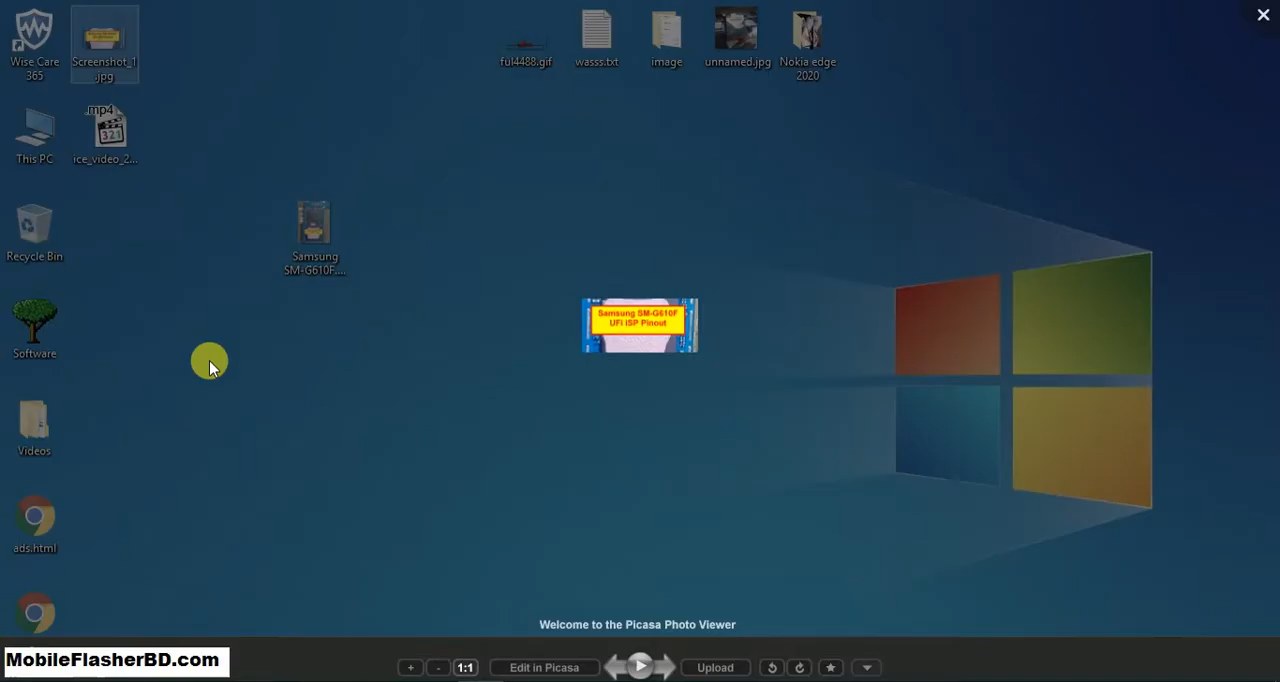 Wise Care
365
Screenshot_1
.jpg
ful4488.gif
wasss.txt
image
unnamed.jpg
Nokia edge
2020
.mp4
321
This PC
ice_video_2...
Recycle Bin
Samsung
SM-G610F....
Samsung SM-G610F
UFI ISP Pinout
Software
Videos
ads.html
Welcome to the Picasa Photo Viewer
MobileFlasherBD.com
+
-
1:1
Edit in Picasa
Upload